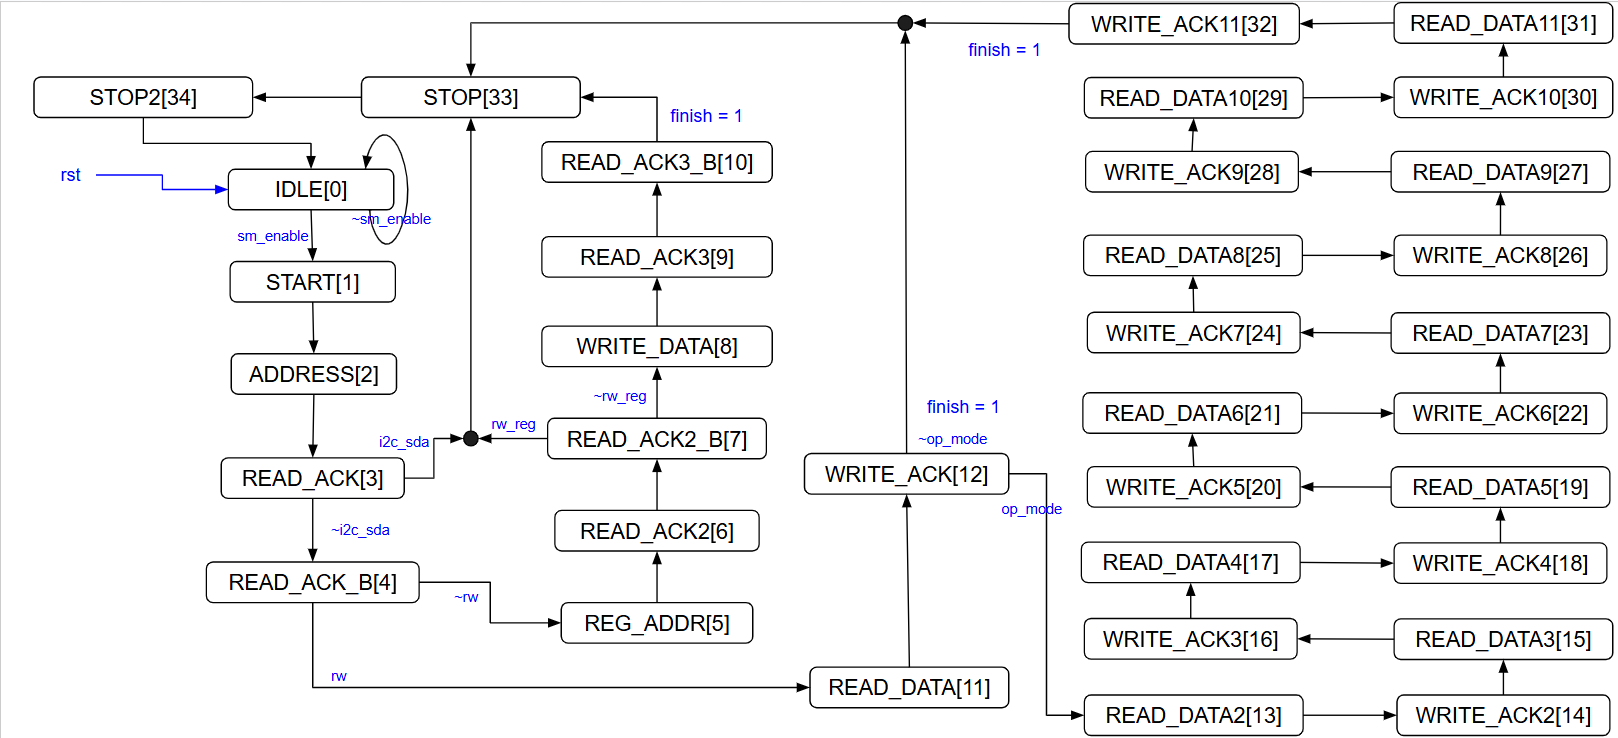 WRITE_ACK11[32]
READ_DATA11[31]
finish = 1
STOP2[34]
STOP[33]
READ_DATA10[29]
WRITE_ACK10[30]
finish = 1
READ_ACK3_B[10]
rst
IDLE[0]
WRITE_ACK9[28]
READ_DATA9[27]
~sm_enable
sm_enable
READ_ACK3[9]
READ_DATA8[25]
WRITE_ACK8[26]
START[1]
WRITE_DATA[8]
WRITE_ACK7[24]
READ_DATA7[23]
ADDRESS[2]
~rw_reg
finish = 1
READ_DATA6[21]
WRITE_ACK6[22]
rw_reg
i2c_sda
READ_ACK2_B[7]
~op_mode
READ_ACK[3]
WRITE_ACK[12]
WRITE_ACK5[20]
READ_DATA5[19]
op_mode
~i2c_sda
READ_ACK2[6]
READ_DATA4[17]
WRITE_ACK4[18]
READ_ACK_B[4]
~rw
REG_ADDR[5]
WRITE_ACK3[16]
READ_DATA3[15]
rw
READ_DATA[11]
READ_DATA2[13]
WRITE_ACK2[14]